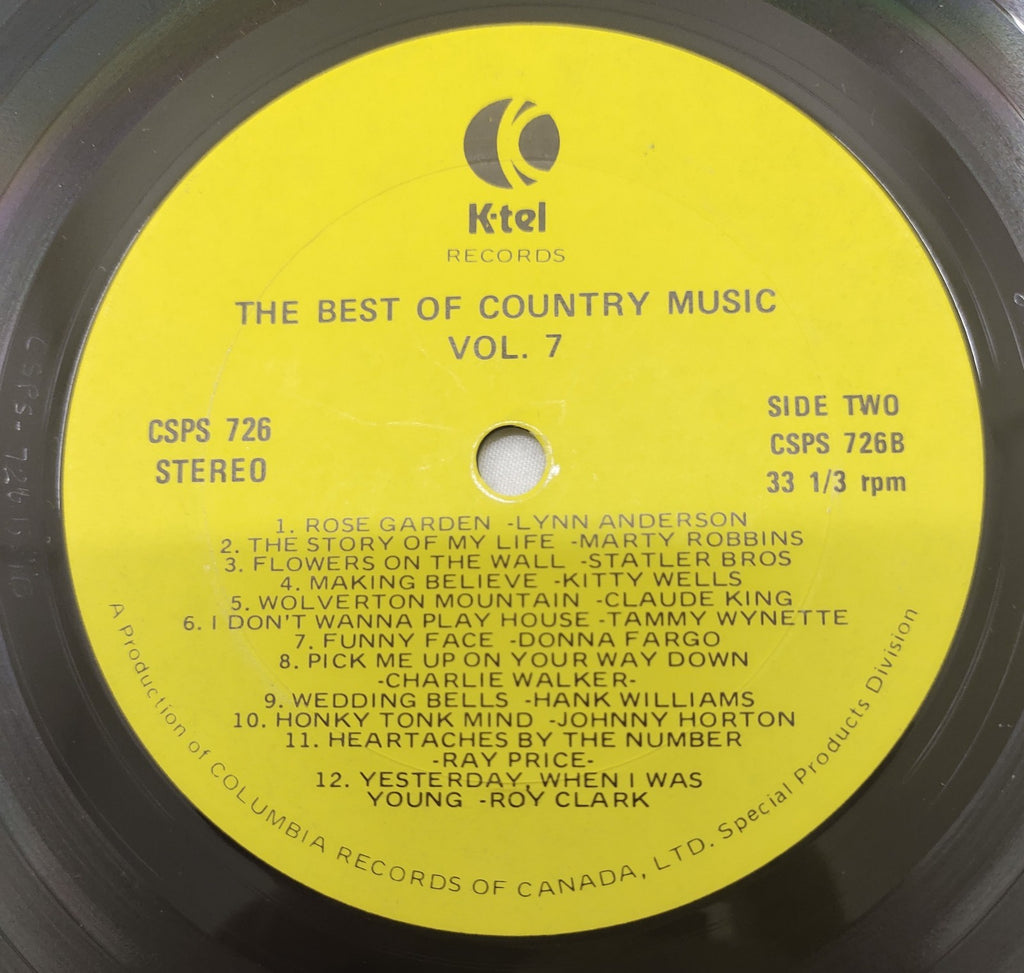 K-tel
RECORDS
THE BEST OF COUNTRY MUSIC
VOL. 7
CSPS 726
STEREO
SIDE TWO
CSPS 726B
33 1/3 rpm
1. ROSE GARDEN -LYNN ANDERSON
2. THE STORY OF MY LIFE -MARTY ROBBINS
3. FLOWERS ON THE WALL -STATLER BROS
4. MAKING BELIEVE -KITTY WELLS
5. WOLVERTON MOUNTAIN -CLAUDE KING
6. I DON'T WANNA PLAY HOUSE -TAMMY WYNETTE
7. FUNNY FACE -DONNA FARGO
8. PICK ME UP ON YOUR WAY DOWN
-CHARLIE WALKER-
9. WEDDING BELLS -HANK WILLIAMS
10. HONKY TONK MIND -JOHNNY HORTON
11. HEARTACHES BY THE NUMBER
-RAY PRICE-
12. YESTERDAY, WHEN I WAS
YOUNG -ROY CLARK
A Production of COLUMBIA RECORDS OF CANADA, LTD. Special Products Division